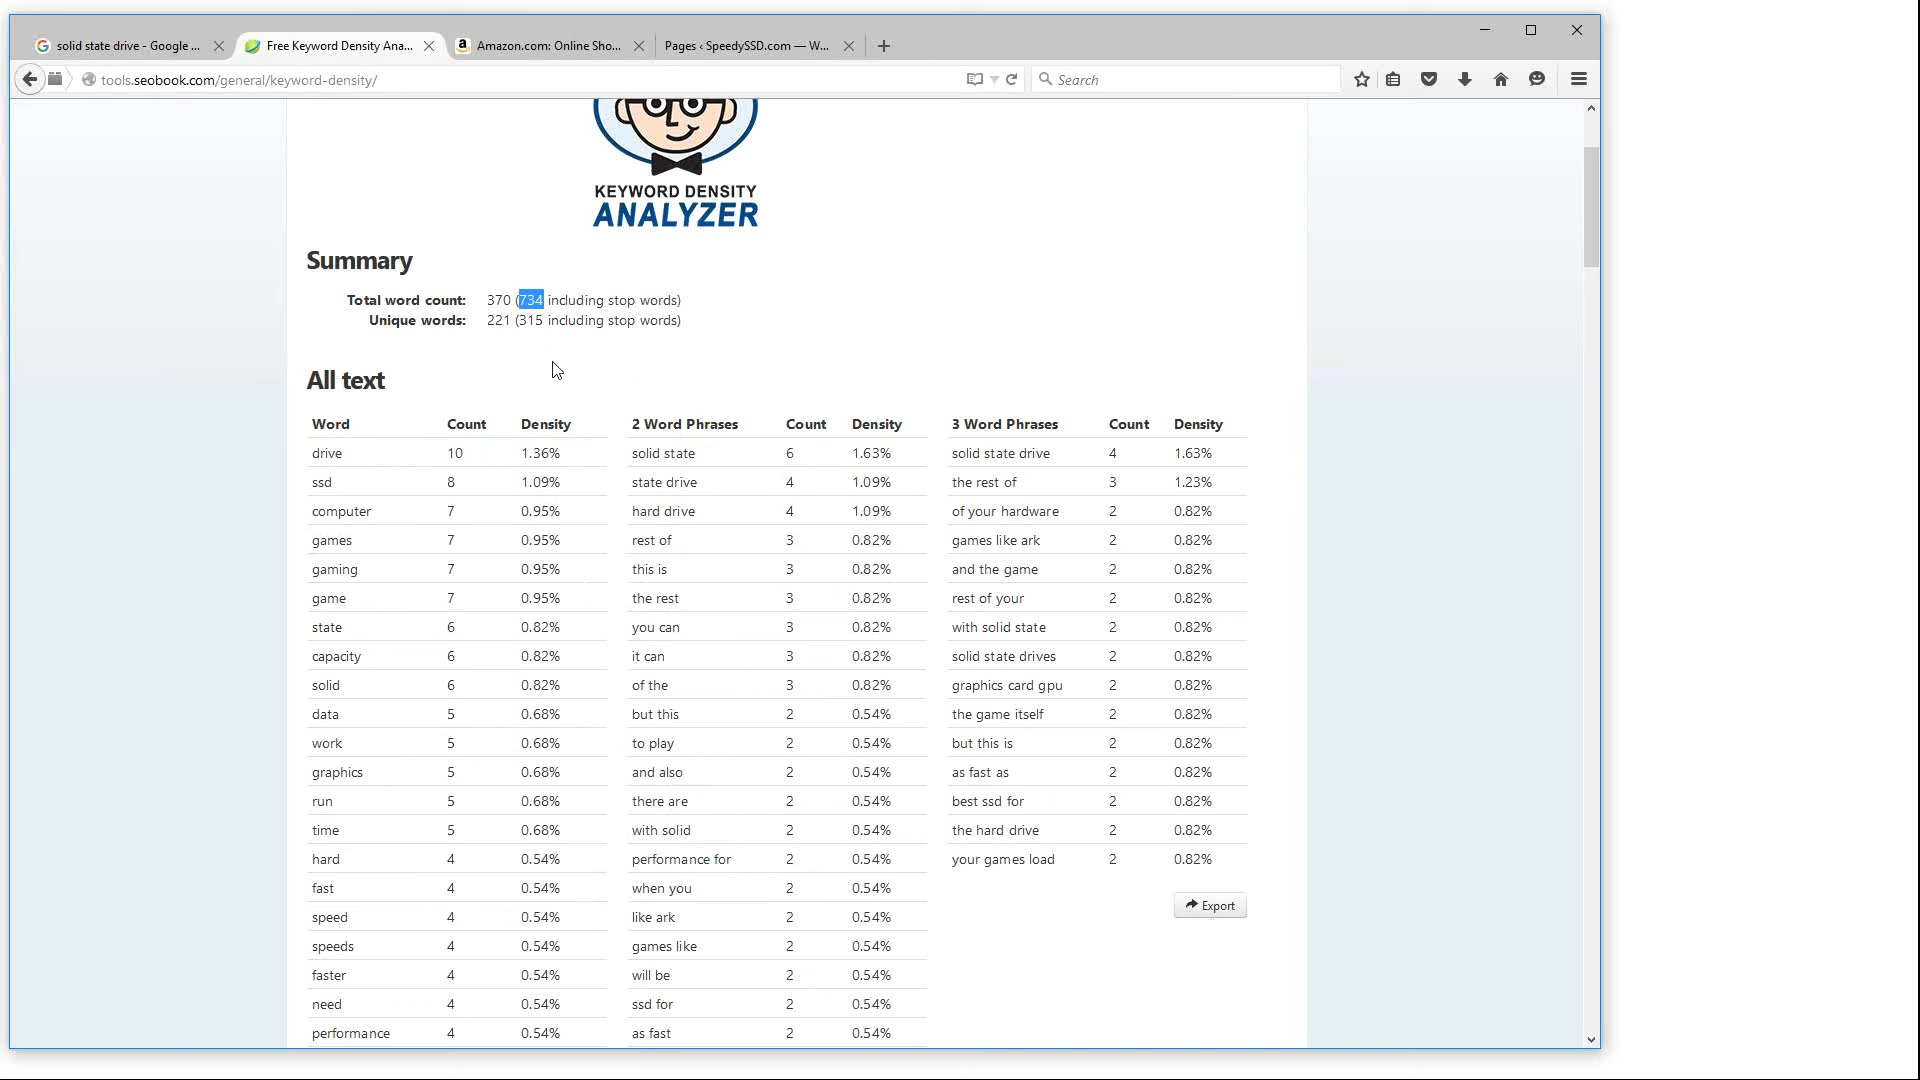 solid state drive - Google ...
Free Keyword Density Ana...
Amazon.com: Online Sho...
Pages ‹ SpeedySSD.com — W...
tools.seobook.com/general/keyword-density/
Search
KEYWORD DENSITY
ANALYZER
Summary
Total word count: 370 (734 including stop words)
Unique words: 221 (315 including stop words)
All text
Word Count Density 2 Word Phrases Count Density 3 Word Phrases Count Density
drive 10 1.36% solid state 6 1.63% solid state drive 4 1.63%
ssd 8 1.09% state drive 4 1.09% the rest of 3 1.23%
computer 7 0.95% hard drive 4 1.09% of your hardware 2 0.82%
games 7 0.95% rest of 3 0.82% games like ark 2 0.82%
gaming 7 0.95% this is 3 0.82% and the game 2 0.82%
game 7 0.95% the rest 3 0.82% rest of your 2 0.82%
state 6 0.82% you can 3 0.82% with solid state 2 0.82%
capacity 6 0.82% it can 3 0.82% solid state drives 2 0.82%
solid 6 0.82% of the 3 0.82% graphics card gpu 2 0.82%
data 5 0.68% but this 2 0.54% the game itself 2 0.82%
work 5 0.68% to play 2 0.54% but this is 2 0.82%
graphics 5 0.68% and also 2 0.54% as fast as 2 0.82%
run 5 0.68% there are 2 0.54% best ssd for 2 0.82%
time 5 0.68% with solid 2 0.54% the hard drive 2 0.82%
hard 4 0.54% performance for 2 0.54% your games load 2 0.82%
fast 4 0.54% when you 2 0.54%
Export
speed 4 0.54% like ark 2 0.54%
speeds 4 0.54% games like 2 0.54%
faster 4 0.54% will be 2 0.54%
need 4 0.54% ssd for 2 0.54%
performance 4 0.54% as fast 2 0.54%